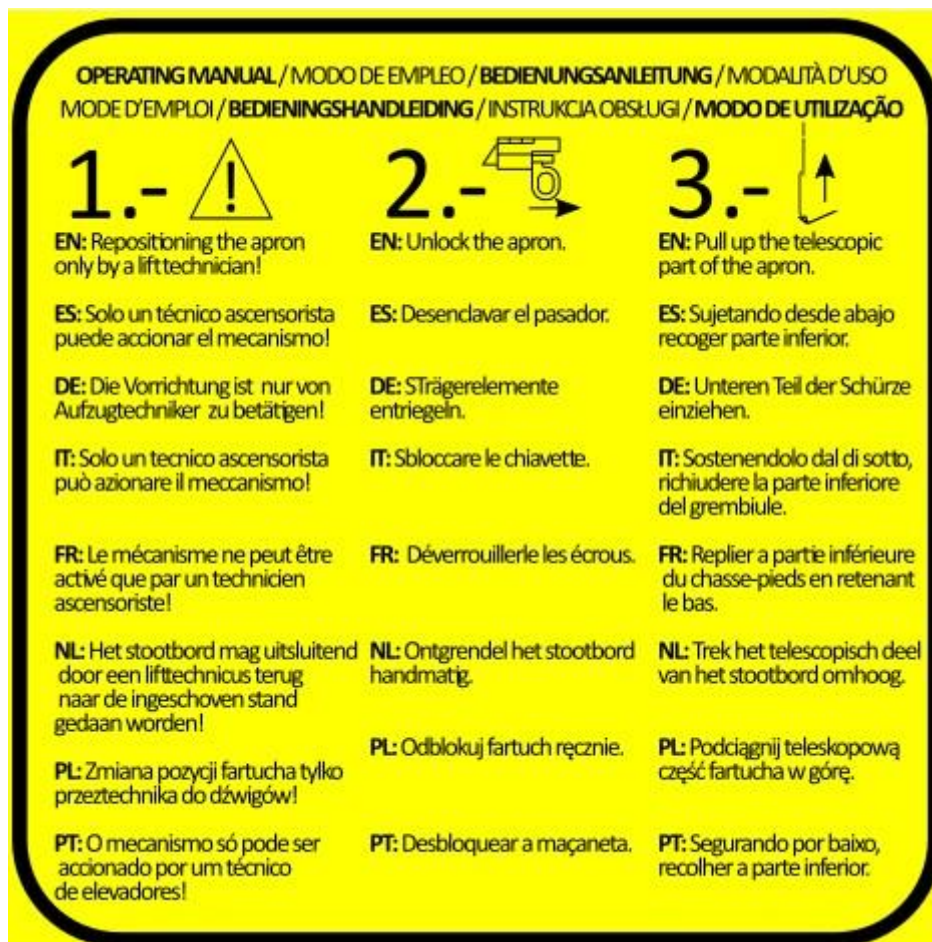 OPERATING MANUAL / MODO DE EMPLEO / BEDIENUNGSANLEITUNG / MODALITÀ D'USO
MODE D'EMPLOI / BEDIENINGSHANDLEIDING / INSTRUKCJA OBSŁUGI / MODO DE UTILIZAÇÃO
1.- !
EN: Repositioning the apron
only by a lift technician!
ES: Solo un técnico ascensorista
puede accionar el mecanismo!
DE: Die Vorrichtung ist nur von
Aufzugtechniker zu betätigen!
IT: Solo un tecnico ascensorista
può azionare il meccanismo!
FR: Le mécanisme ne peut être
activé que par un technicien
ascensoriste!
NL: Het stootbord mag uitsluitend
door een lifttechnicus terug
naar de ingeschoven stand
gedaan worden!
PL: Zmiana pozycji fartucha tylko
przeztechnika do dźwigów!
PT: O mecanismo só pode ser
accionado por um técnico
de elevadores!
2.-
EN: Unlock the apron.
ES: Desenclavar el pasador.
DE: STrägerelemente
entriegeln.
IT: Sbloccare le chiavette.
FR: Déverrouillerle les écrous.
NL: Ontgrendel het stootbord
handmatig.
PL: Odblokuj fartuch ręcznie.
PT: Desbloquear a maçaneta.
3.-
EN: Pull up the telescopic
part of the apron.
ES: Sujetando desde abajo
recoger parte inferior.
DE: Unteren Teil der Schürze
einziehen.
IT: Sostenendolo dal di sotto,
richiudere la parte inferiore
del grembiule.
FR: Replier a partie inférieure
du chasse-pieds en retenant
le bas.
NL: Trek het telescopisch deel
van het stootbord omhoog.
PL: Podciągnij teleskopową
część fartucha w górę.
PT: Segurando por baixo,
recolher a parte inferior.